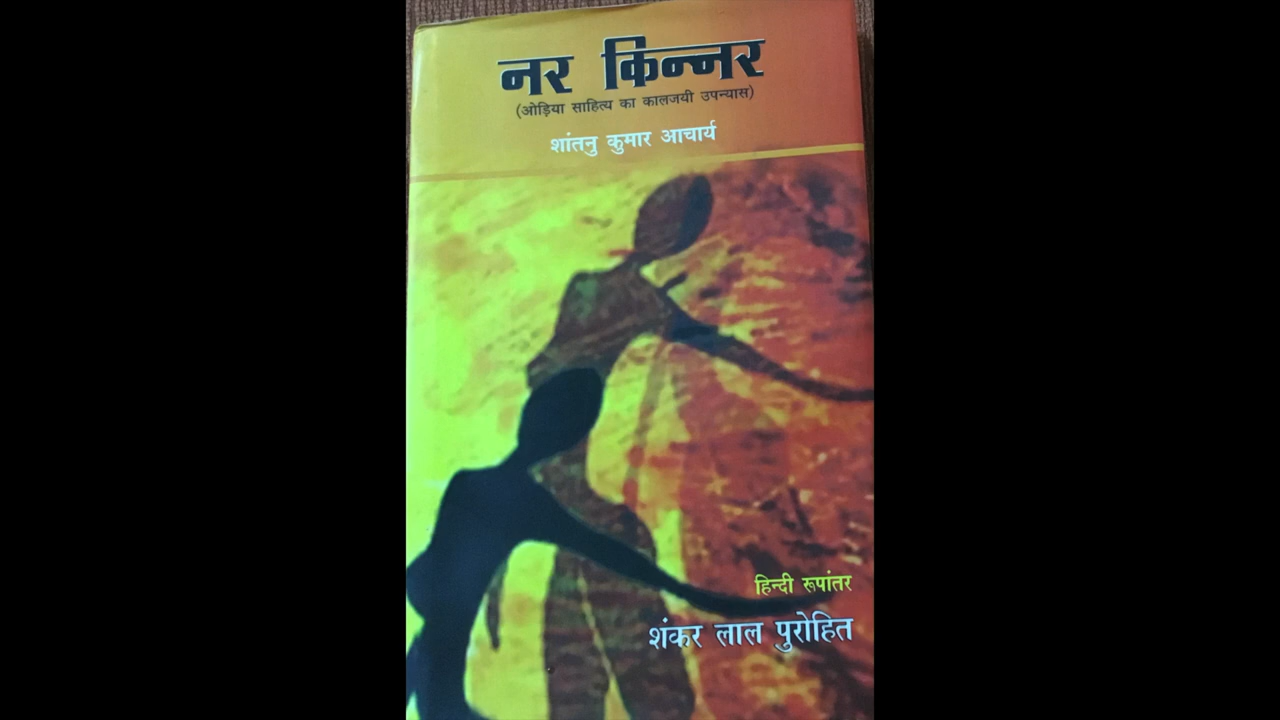 नर किन्नर
(ओड़िया साहित्य का कालजयी उपन्यास)
शांतनु कुमार आचार्य
हिन्दी रूपांतर
शंकर लाल पुरोहित